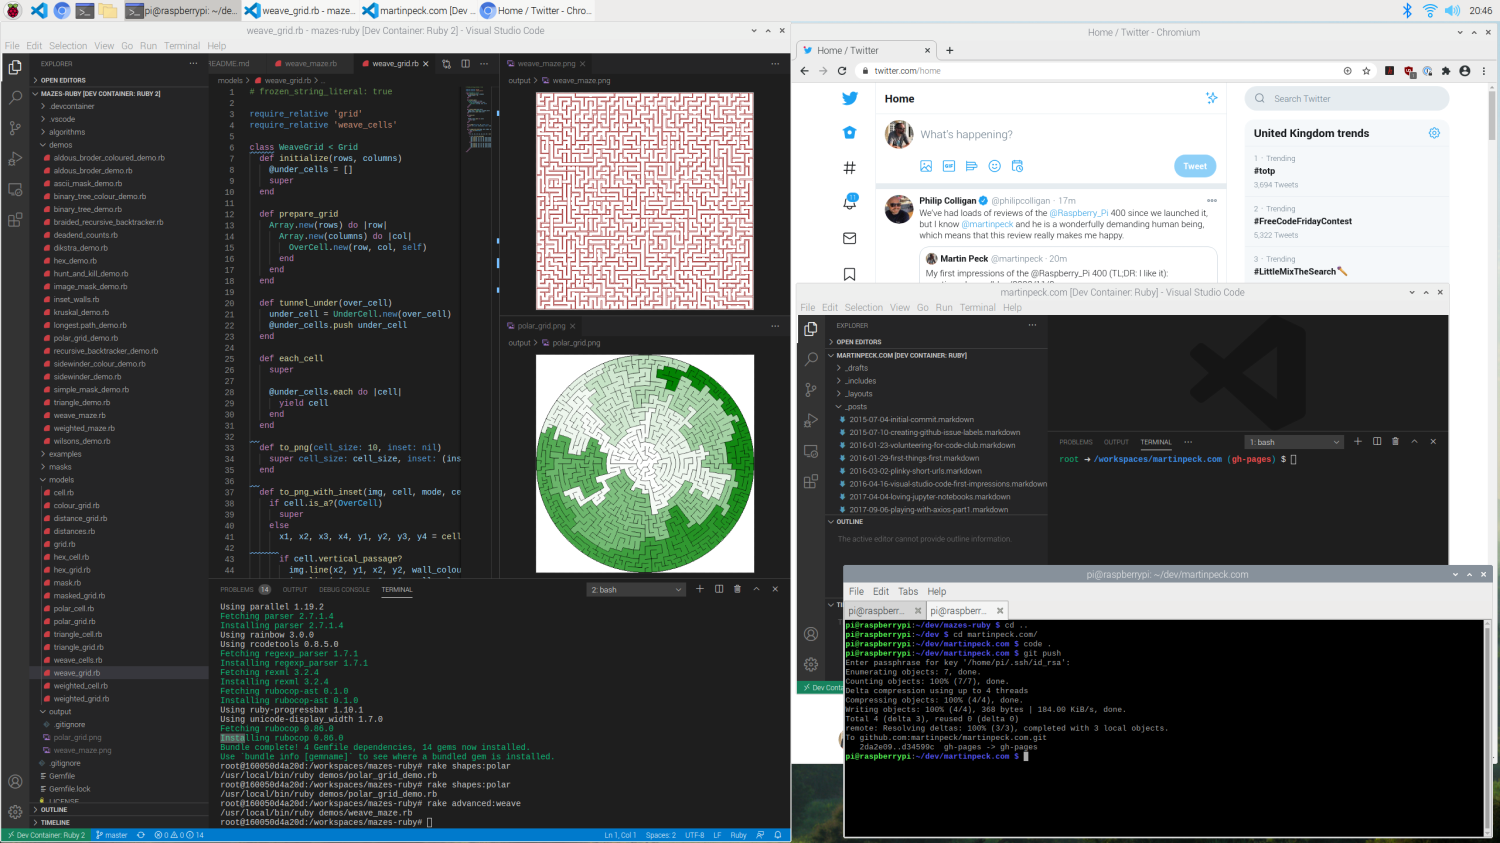 pi@raspberrypi: ~/de...
weave_grid.rb - maze...
martinpeck.com [Dev ...
Home / Twitter - Chro...
20:46
weave_grid.rb - mazes-ruby [Dev Container: Ruby 2] - Visual Studio Code
File Edit Selection View Go Run Terminal Help
EXPLORER
OPEN EDITORS
MAZES-RUBY [DEV CONTAINER: RUBY 2]
.devcontainer
.vscode
algorithms
demos
aldous_broder_coloured_demo.rb
aldous_broder_demo.rb
ascii_mask_demo.rb
binary_tree_colour_demo.rb
binary_tree_demo.rb
braided_recursive_backtracker.rb
deadend_counts.rb
dikstra_demo.rb
hex_demo.rb
hunt_and_kill_demo.rb
image_mask_demo.rb
inset_walls.rb
kruskal_demo.rb
longest.path_demo.rb
polar_grid_demo.rb
recursive_backtracker_demo.rb
sidewinder_colour_demo.rb
sidewinder_demo.rb
simple_mask_demo.rb
triangle_demo.rb
weave_maze.rb
weighted_maze.rb
wilsons_demo.rb
examples
masks
models
cell.rb
colour_grid.rb
distance_grid.rb
distances.rb
grid.rb
hex_cell.rb
hex_grid.rb
mask.rb
masked_grid.rb
polar_cell.rb
polar_grid.rb
triangle_cell.rb
triangle_grid.rb
weave_cells.rb
weave_grid.rb
weighted_cell.rb
weighted_grid.rb
output
.gitignore
polar_grid.png
weave_maze.png
.gitignore
Gemfile
Gemfile.lock
LICENSE
OUTLINE
TIMELINE
README.md weave_maze.rb weave_grid.rb
models > weave_grid.rb > ...
1 # frozen_string_literal: true
2
3 require_relative 'grid'
4 require_relative 'weave_cells'
5
6 class WeaveGrid < Grid
7 def initialize(rows, columns)
8 @under_cells = []
9 super
10 end
11
12 def prepare_grid
13 Array.new(rows) do |row|
14 Array.new(columns) do |col|
15 OverCell.new(row, col, self)
16 end
17 end
18 end
19
20 def tunnel_under(over_cell)
21 under_cell = UnderCell.new(over_cell)
22 @under_cells.push under_cell
23 end
24
25 def each_cell
26 super
27
28 @under_cells.each do |cell|
29 yield cell
30 end
31 end
32
33 def to_png(cell_size: 10, inset: nil)
34 super cell_size: cell_size, inset: (ins
35 end
36
37 def to_png_with_inset(img, cell, mode, ce
38 if cell.is_a?(OverCell)
39 super
40 else
41 x1, x2, x3, x4, y1, y2, y3, y4 = cell
42
43 if cell.vertical_passage?
44 img.line(x2, y1, x2, y2, wall_colou
weave_maze.png
output > weave_maze.png
polar_grid.png
output > polar_grid.png
PROBLEMS 14 OUTPUT DEBUG CONSOLE TERMINAL 2: bash
Using parallel 1.19.2
Fetching parser 2.7.1.4
Installing parser 2.7.1.4
Using rainbow 3.0.0
Using rcodetools 0.8.5.0
Fetching regexp_parser 1.7.1
Installing regexp_parser 1.7.1
Fetching rexml 3.2.4
Installing rexml 3.2.4
Fetching rubocop-ast 0.1.0
Installing rubocop-ast 0.1.0
Using ruby-progressbar 1.10.1
Using unicode-display_width 1.7.0
Fetching rubocop 0.86.0
Installing rubocop 0.86.0
Bundle complete! 4 Gemfile dependencies, 14 gems now installed.
Use `bundle info [gemname]` to see where a bundled gem is installed.
root@160050d4a20d:/workspaces/mazes-ruby# rake shapes:polar
/usr/local/bin/ruby demos/polar_grid_demo.rb
root@160050d4a20d:/workspaces/mazes-ruby# rake shapes:polar
/usr/local/bin/ruby demos/polar_grid_demo.rb
root@160050d4a20d:/workspaces/mazes-ruby# rake advanced:weave
/usr/local/bin/ruby demos/weave_maze.rb
root@160050d4a20d:/workspaces/mazes-ruby#
Dev Container: Ruby 2 master 0 0 14 Ln 1, Col 1 Spaces: 2 UTF-8 LF Ruby
Home / Twitter - Chromium
Home / Twitter
twitter.com/home
Home
What's happening?
GIF
Tweet
Philip Colligan @philipcolligan · 17m
We've had loads of reviews of the @Raspberry_Pi 400 since we launched it,
but I know @martinpeck and he is a wonderfully demanding human being,
which means that this review really makes me happy.
Martin Peck @martinpeck · 20m
My first impressions of the @Raspberry_Pi 400 (TL;DR: I like it):
Search Twitter
United Kingdom trends
1 · Trending
#totp
3,694 Tweets
2 · Trending
#FreeCodeFridayContest
5,322 Tweets
3 · Trending
#LittleMixTheSearch
martinpeck.com [Dev Container: Ruby] - Visual Studio Code
File Edit Selection View Go Run Terminal Help
EXPLORER
OPEN EDITORS
MARTINPECK.COM [DEV CONTAINER: RUBY]
_drafts
_includes
_layouts
_posts
2015-07-04-initial-commit.markdown
2015-07-10-creating-github-issue-labels.markdown
2016-01-23-volunteering-for-code-club.markdown
2016-01-29-first-things-first.markdown
2016-03-02-plinky-short-urls.markdown
2016-04-16-visual-studio-code-first-impressions.markdown
2017-04-04-loving-jupyter-notebooks.markdown
2017-09-06-playing-with-axios-part1.markdown
OUTLINE
The active editor cannot provide outline information.
PROBLEMS OUTPUT TERMINAL 1: bash
root ➜ /workspaces/martinpeck.com (gh-pages) $
Dev Conta
pi@raspberrypi: ~/dev/martinpeck.com
File Edit Tabs Help
pi@raspberr... pi@raspberr...
pi@raspberrypi:~/dev/mazes-ruby $ cd ..
pi@raspberrypi:~/dev $ cd martinpeck.com/
pi@raspberrypi:~/dev/martinpeck.com $ code .
pi@raspberrypi:~/dev/martinpeck.com $ git push
Enter passphrase for key '/home/pi/.ssh/id_rsa':
Enumerating objects: 7, done.
Counting objects: 100% (7/7), done.
Delta compression using up to 4 threads
Compressing objects: 100% (4/4), done.
Writing objects: 100% (4/4), 368 bytes | 184.00 KiB/s, done.
Total 4 (delta 3), reused 0 (delta 0)
remote: Resolving deltas: 100% (3/3), completed with 3 local objects.
To github.com:martinpeck/martinpeck.com.git
2da2e09..d34599c gh-pages -> gh-pages
pi@raspberrypi:~/dev/martinpeck.com $